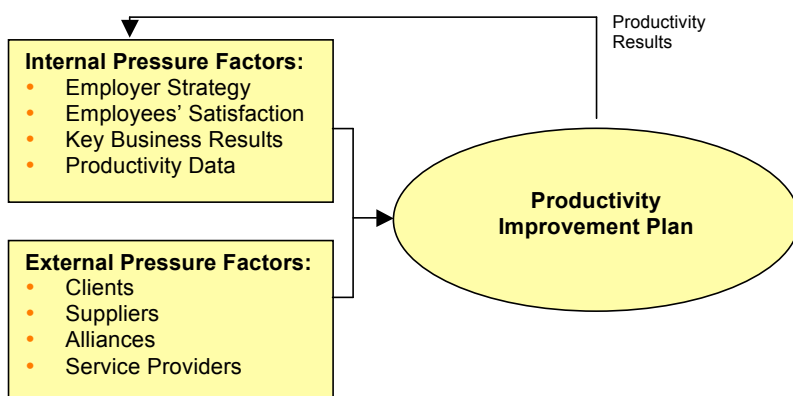 Productivity
Results
Internal Pressure Factors:
• Employer Strategy
• Employees’ Satisfaction
• Key Business Results
• Productivity Data
Productivity
Improvement Plan
External Pressure Factors:
• Clients
• Suppliers
• Alliances
• Service Providers